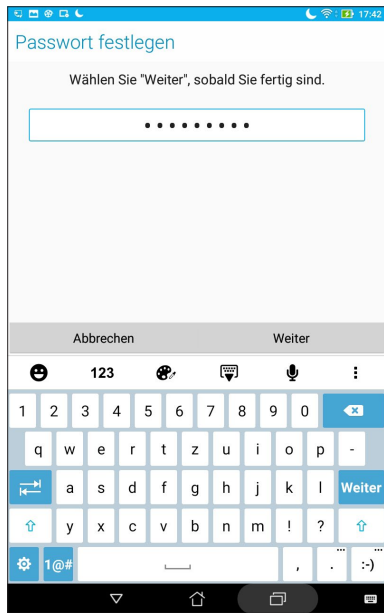 17:42
Passwort festlegen
Wählen Sie "Weiter", sobald Sie fertig sind.
••••••••••
Abbrechen Weiter
123
1 2 3 4 5 6 7 8 9 0
q w e r t z u i o p -
a s d f g h j k l Weiter
y x c v b n m ! ?
1@# , . :-)